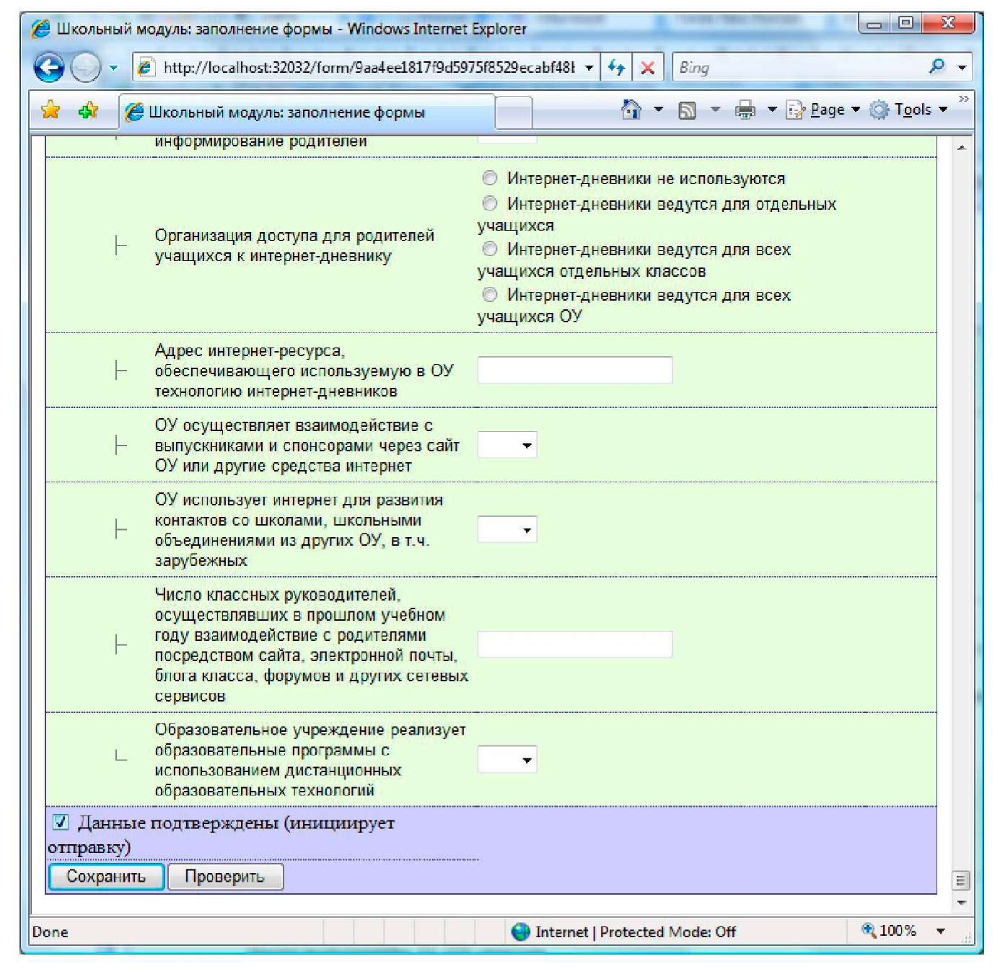 Школьный модуль: заполнение формы - Windows Internet Explorer
http://localhost:32032/form/9aa4ee1817f9d5975f8529ecabf48
Bing
Школьный модуль: заполнение формы
Page
Tools
информирование родителей
Организация доступа для родителей
учащихся к интернет-дневнику
Интернет-дневники не используются
Интернет-дневники ведутся для отдельных
учащихся
Интернет-дневники ведутся для всех
учащихся отдельных классов
Интернет-дневники ведутся для всех
учащихся ОУ
Адрес интернет-ресурса,
обеспечивающего используемую в ОУ
технологию интернет-дневников
ОУ осуществляет взаимодействие с
выпускниками и спонсорами через сайт
ОУ или другие средства интернет
ОУ использует интернет для развития
контактов со школами, школьными
объединениями из других ОУ, в т.ч.
зарубежных
Число классных руководителей,
осуществлявших в прошлом учебном
году взаимодействие с родителями
посредством сайта, электронной почты,
блога класса, форумов и других сетевых
сервисов
Образовательное учреждение реализует
образовательные программы с
использованием дистанционных
образовательных технологий
Данные подтверждены (инициирует
отправку)
Сохранить
Проверить
Done
Internet | Protected Mode: Off
100%